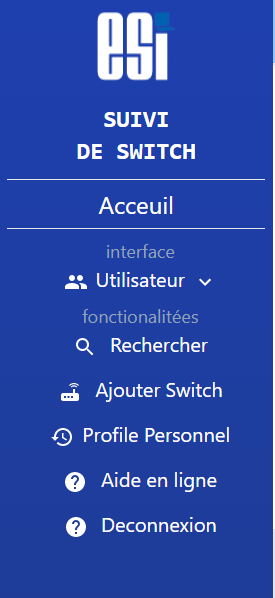 esi
SUIVI
DE SWITCH
Acceuil
interface
Utilisateur
fonctionalitées
Rechercher
Ajouter Switch
Profile Personnel
Aide en ligne
Deconnexion